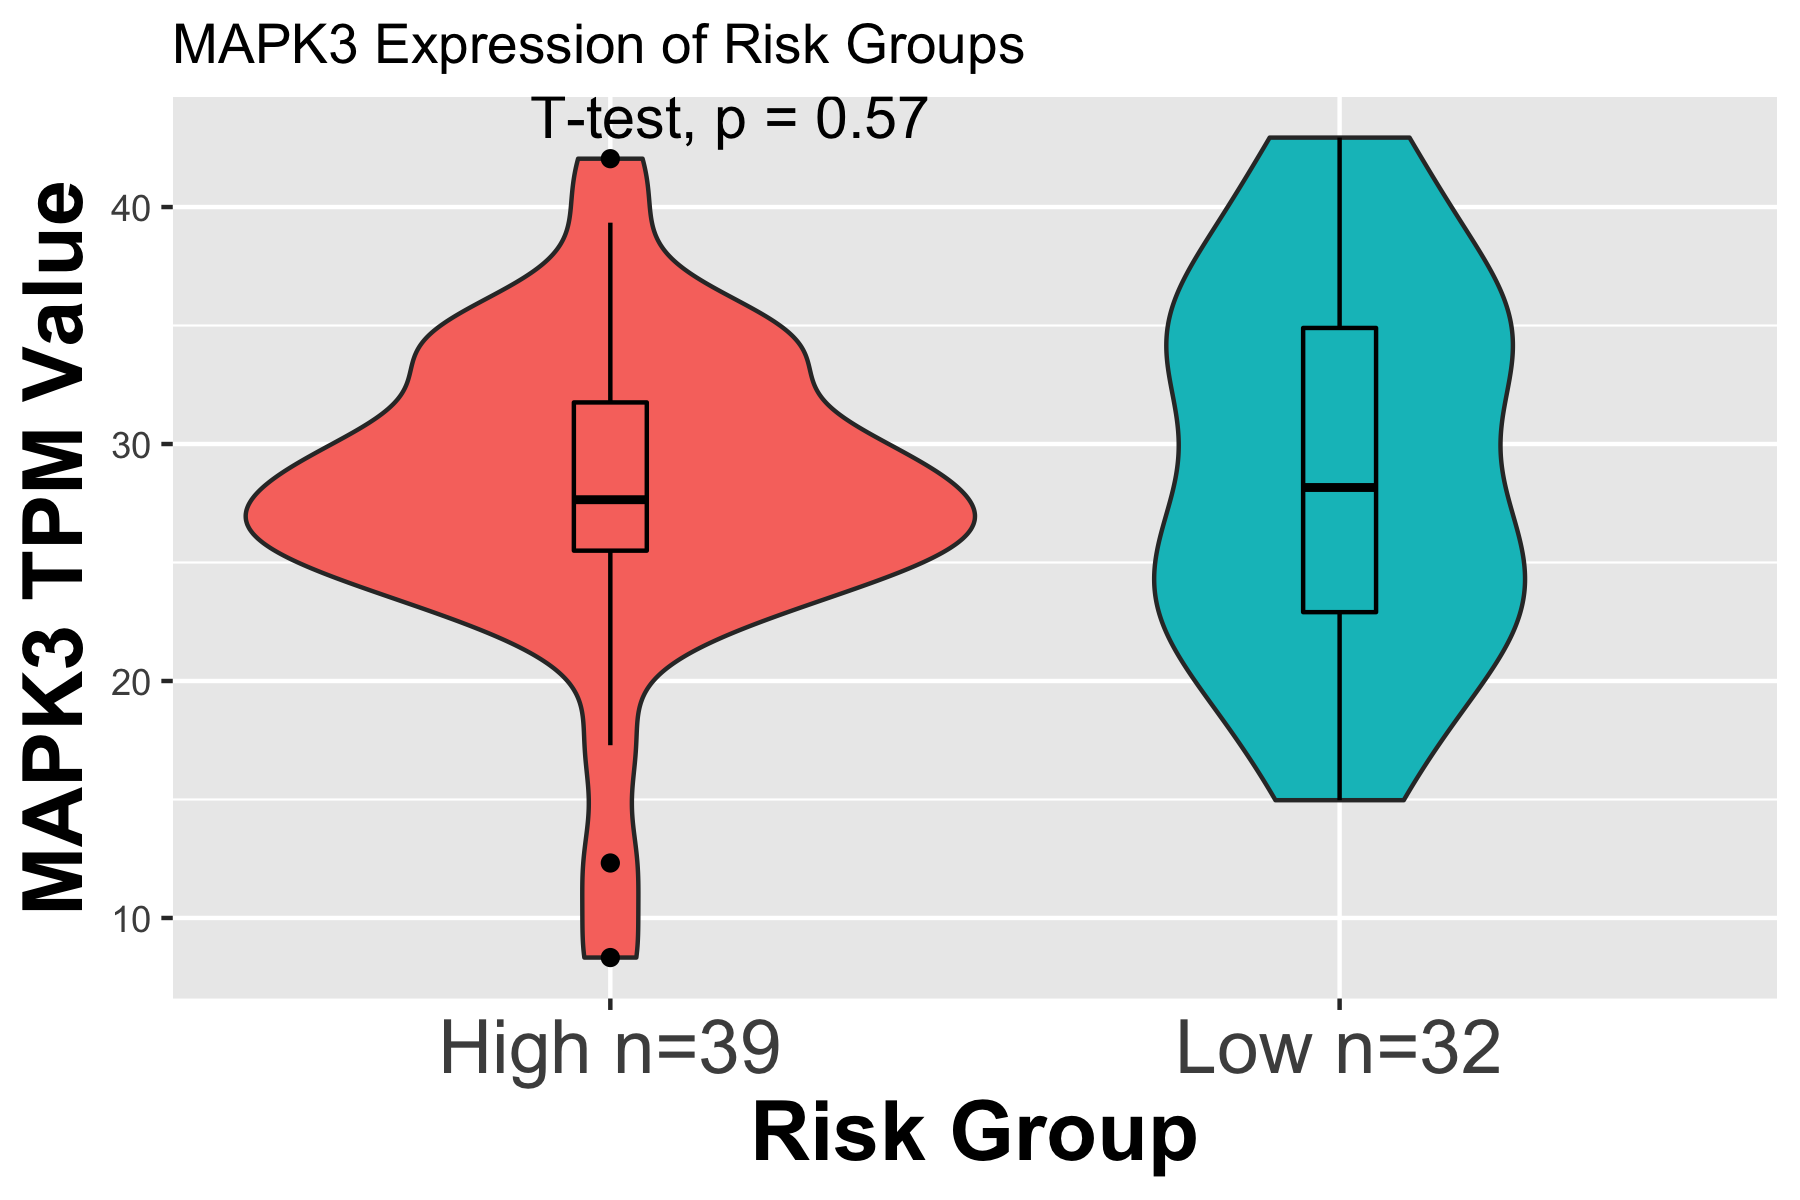 MAPK3 Expression of Risk Groups
T-test, p = 0.57
MAPK3 TPM Value
40
30
20
10
High n=39
Low n=32
Risk Group